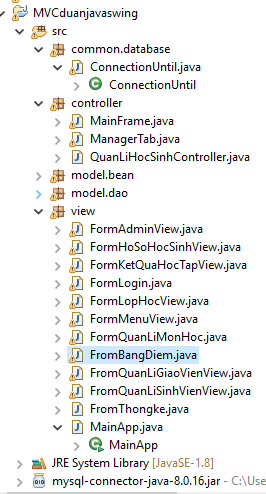 MVCduanjavaswing
src
common.database
ConnectionUntil.java
ConnectionUntil
controller
MainFrame.java
ManagerTab.java
QuanLiHocSinhController.java
model.bean
model.dao
view
FormAdminView.java
FormHoSoHocSinhView.java
FormKetQuaHocTapView.java
FormLogin.java
FormLopHocView.java
FormMenuView.java
FormQuanLiMonHoc.java
FromBangDiem.java
FromQuanLiGiaoVienView.java
FromQuanLiSinhVienView.java
FromThongke.java
MainApp.java
MainApp
JRE System Library [JavaSE-1.8]
mysql-connector-java-8.0.16.jar - C:\Use